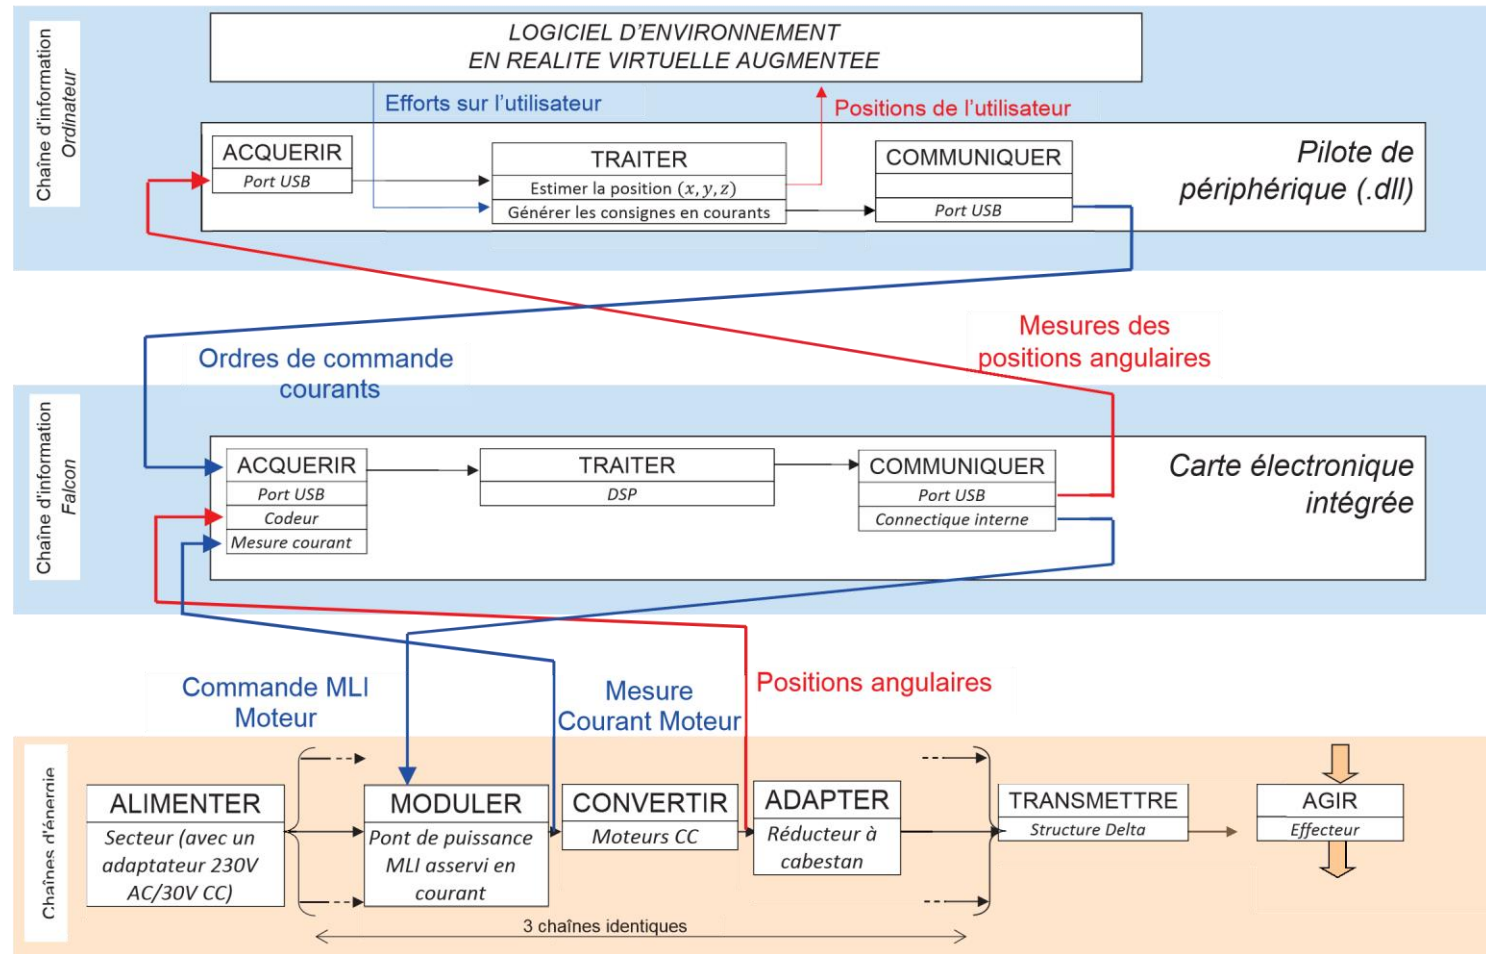 Chaîne d'information
Ordinateur
LOGICIEL D'ENVIRONNEMENT
EN REALITE VIRTUELLE AUGMENTEE
Efforts sur l'utilisateur
Positions de l'utilisateur
ACQUERIR
Port USB
TRAITER
Estimer la position (x, y, z)
Générer les consignes en courants
COMMUNIQUER
Port USB
Pilote de
périphérique (.dll)
Ordres de commande
courants
Mesures des
positions angulaires
Chaîne d'information
Falcon
ACQUERIR
Port USB
Codeur
Mesure courant
TRAITER
DSP
COMMUNIQUER
Port USB
Connectique interne
Carte électronique
intégrée
Commande MLI
Moteur
Mesure
Courant Moteur
Positions angulaires
Chaînes d'énergie
ALIMENTER
Secteur (avec un
adaptateur 230V
AC/30V CC)
MODULER
Pont de puissance
MLI asservi en
courant
CONVERTIR
Moteurs CC
ADAPTER
Réducteur à
cabestan
TRANSMETTRE
Structure Delta
AGIR
Effecteur
3 chaînes identiques